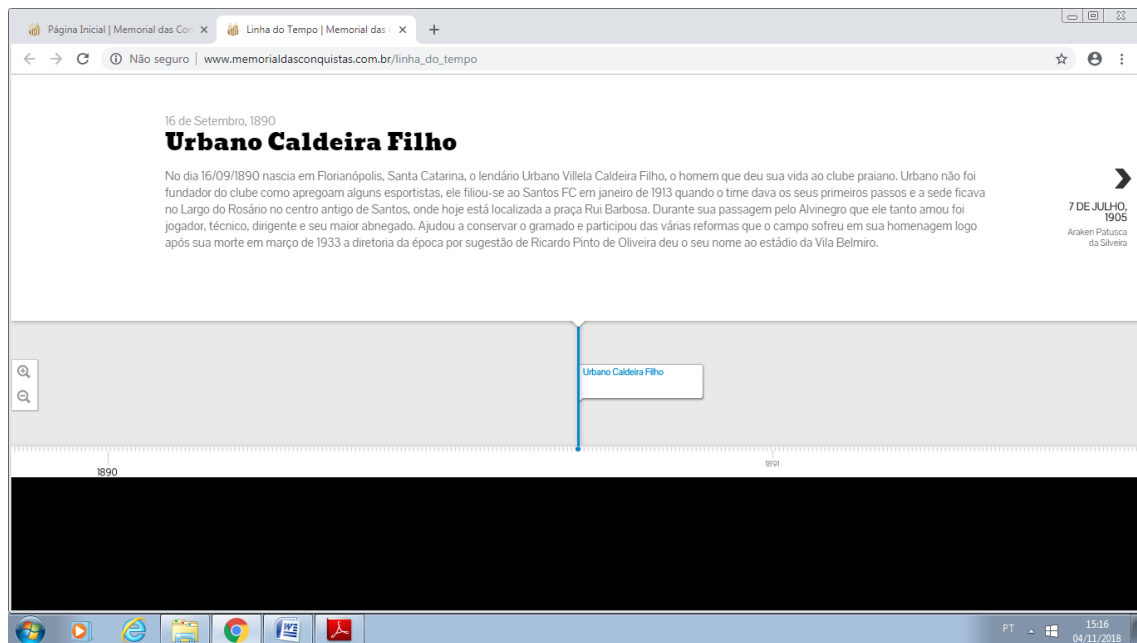 Página Inicial | Memorial das Con
Linha do Tempo | Memorial das C
Não seguro | www.memorialdasconquistas.com.br/linha_do_tempo
16 de Setembro, 1890
Urbano Caldeira Filho
No dia 16/09/1890 nascia em Florianópolis, Santa Catarina, o lendário Urbano Villela Caldeira Filho, o homem que deu sua vida ao clube praiano. Urbano não foi
fundador do clube como apregoam alguns esportistas, ele filiou-se ao Santos FC em janeiro de 1913 quando o time dava os seus primeiros passos e a sede ficava
no Largo do Rosário no centro antigo de Santos, onde hoje está localizada a praça Rui Barbosa. Durante sua passagem pelo Alvinegro que ele tanto amou foi
jogador, técnico, dirigente e seu maior abnegado. Ajudou a conservar o gramado e participou das várias reformas que o campo sofreu em sua homenagem logo
após sua morte em março de 1933 a diretoria da época por sugestão de Ricardo Pinto de Oliveira deu o seu nome ao estádio da Vila Belmiro.
7 DE JULHO,
1905
Araken Patusca
da Silveira
Urbano Caldeira Filho
1890
1891
PT
15:16
04/11/2018